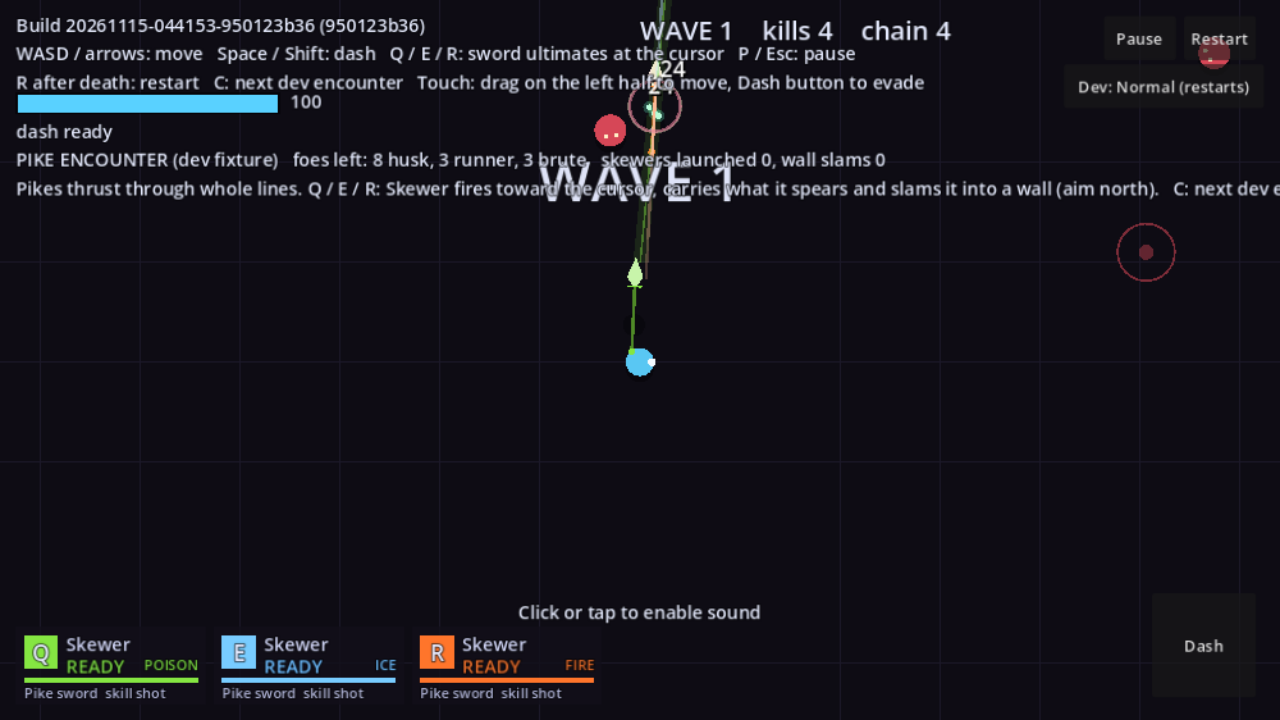 Build 20261115-044153-950123b36 (950123b36)
WAVE 1 kills 4 chain 4
Pause
Restart
WASD / arrows: move Space / Shift: dash Q / E / R: sword ultimates at the cursor P / Esc: pause
24
R after death: restart C: next dev encounter Touch: drag on the left half to move, Dash button to evade
Dev: Normal (restarts)
100
dash ready
PIKE ENCOUNTER (dev fixture) foes left: 8 husk, 3 runner, 3 brute, skewers launched 0, wall slams 0
WAVE 1
Pikes thrust through whole lines. Q / E / R: Skewer fires toward the cursor, carries what it spears and slams it into a wall (aim north). C: next dev e
Click or tap to enable sound
Q Skewer READY POISON
Pike sword skill shot
E Skewer READY ICE
Pike sword skill shot
R Skewer READY FIRE
Pike sword skill shot
Dash